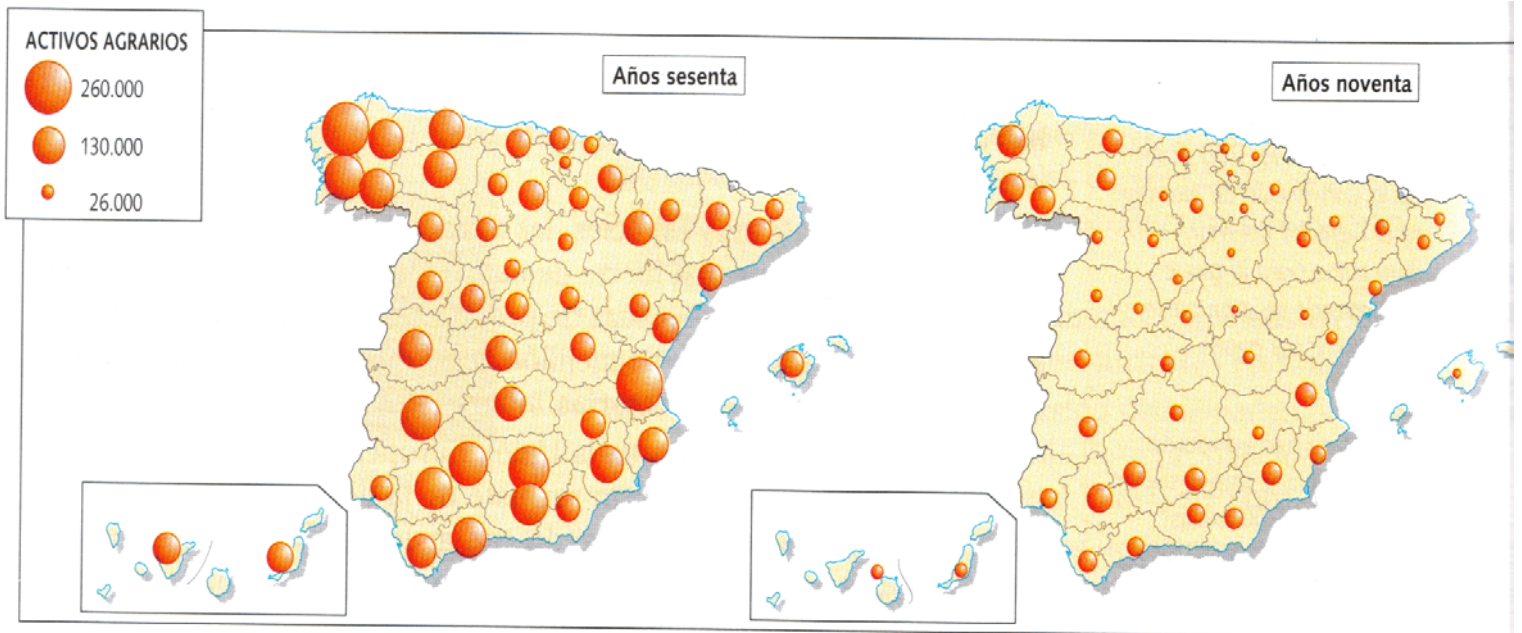 ACTIVOS AGRARIOS
260.000
130.000
26.000
Años sesenta
Años noventa